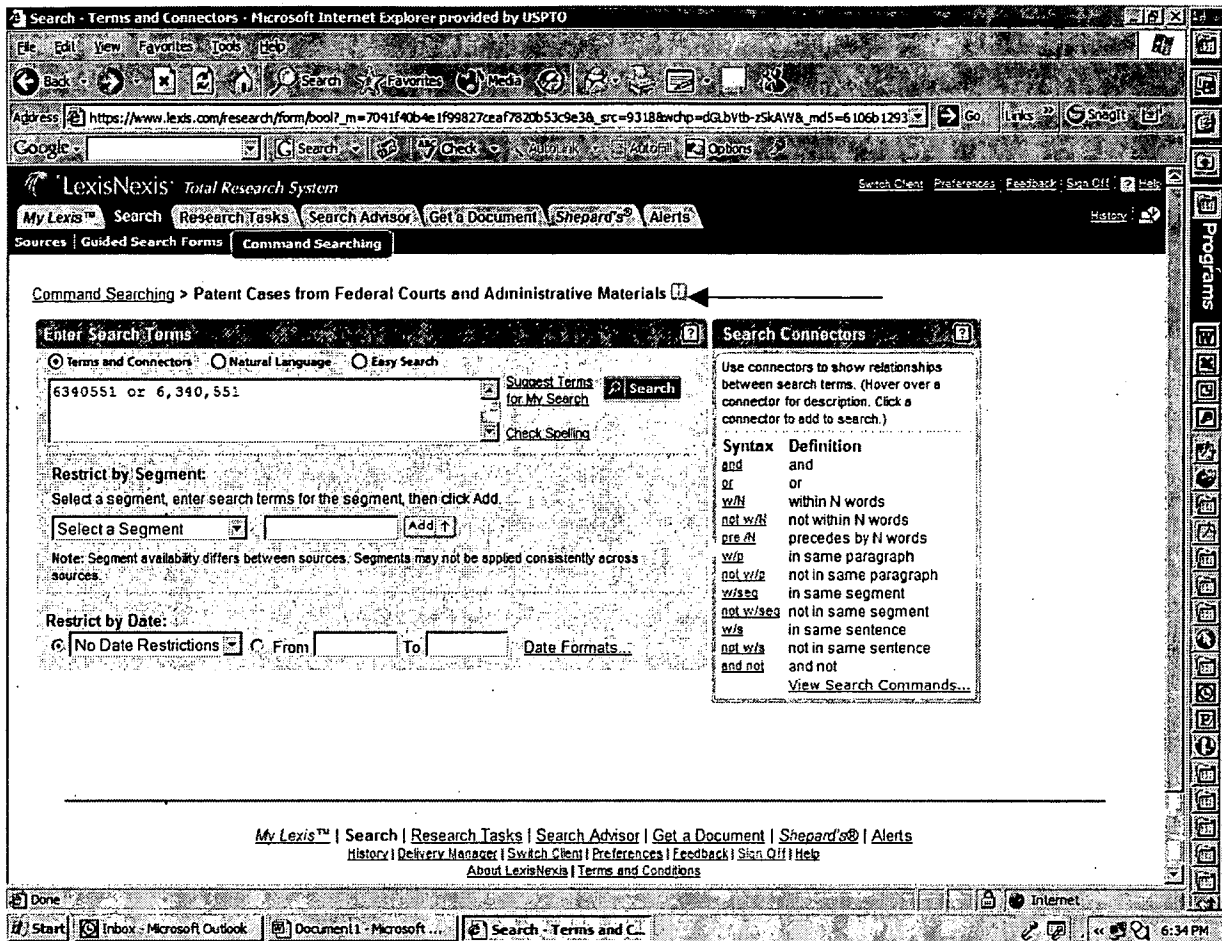 Search - Terms and Connectors - Microsoft Internet Explorer provided by USPTO
File Edit View Favorites Tools Help
Back Search Favorites Media
Address https://www.lexis.com/research/form/bool?_m=7041f40b4e1f99827ceaf7820b53c9e3&_src=9318&wchp=dGLbVtb-zSkAW&_md5=6106b1293 Go Links » SnagIt
Google Search Check AutoLink AutoFill Options
LexisNexis® Total Research System
Switch Client | Preferences | Feedback | Sign Off | ? Help
My Lexis™ Search Research Tasks Search Advisor Get a Document Shepard's® Alerts
History
Sources | Guided Search Forms | Command Searching
Programs
Command Searching > Patent Cases from Federal Courts and Administrative Materials i
Enter Search Terms ?
Terms and Connectors Natural Language Easy Search
6340551 or 6,340,551
Suggest Terms
for My Search
Search
Check Spelling
Restrict by Segment:
Select a segment, enter search terms for the segment, then click Add.
Select a Segment Add ↑
Note: Segment availability differs between sources. Segments may not be applied consistently across
sources.
Restrict by Date:
No Date Restrictions From To Date Formats...
Search Connectors ?
Use connectors to show relationships
between search terms. (Hover over a
connector for description. Click a
connector to add to search.)
Syntax Definition
and and
or or
w/N within N words
not w/N not within N words
pre /N precedes by N words
w/p in same paragraph
not w/p not in same paragraph
w/seg in same segment
not w/seg not in same segment
w/s in same sentence
not w/s not in same sentence
and not and not
View Search Commands...
My Lexis™ | Search | Research Tasks | Search Advisor | Get a Document | Shepard's® | Alerts
History | Delivery Manager | Switch Client | Preferences | Feedback | Sign Off | Help
About LexisNexis | Terms and Conditions
Done Internet
Start Inbox - Microsoft Outlook Document1 - Microsoft ... Search - Terms and C... « 6:34 PM